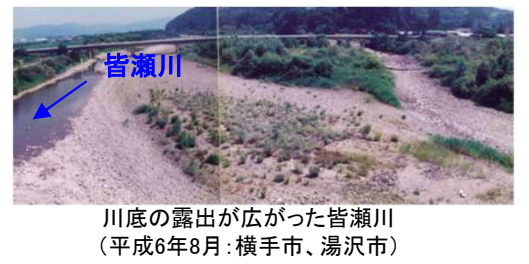 皆瀬川
川底の露出が広がった皆瀬川
（平成6年8月：横手市、湯沢市）